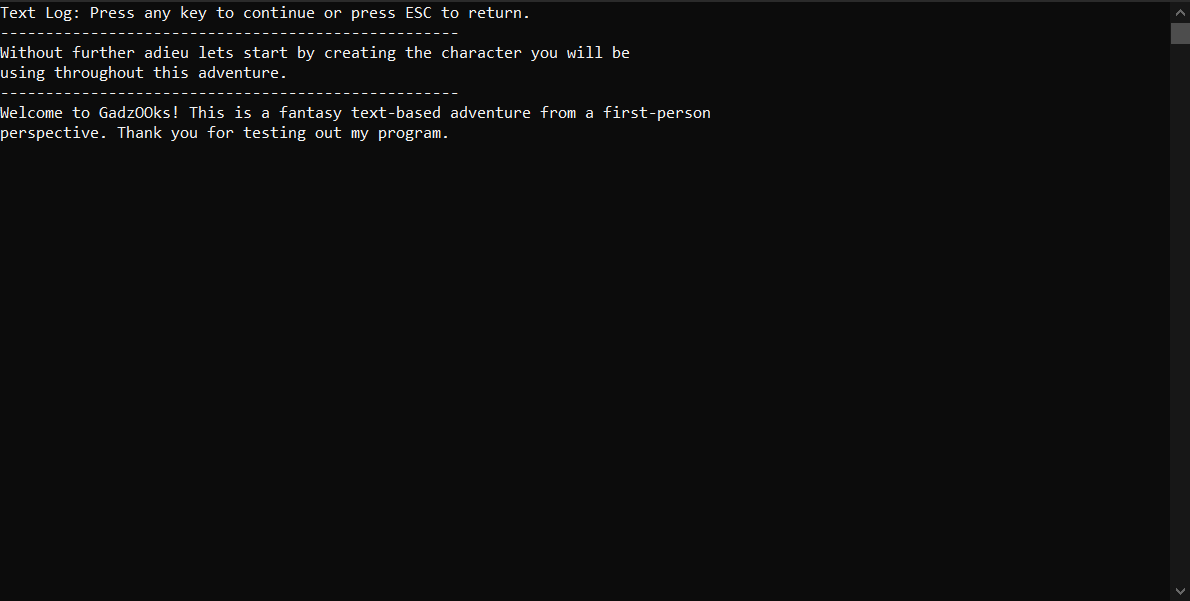 Text Log: Press any key to continue or press ESC to return.
---------------------------------------------------
Without further adieu lets start by creating the character you will be
using throughout this adventure.
---------------------------------------------------
Welcome to GadzOOks! This is a fantasy text-based adventure from a first-person
perspective. Thank you for testing out my program.